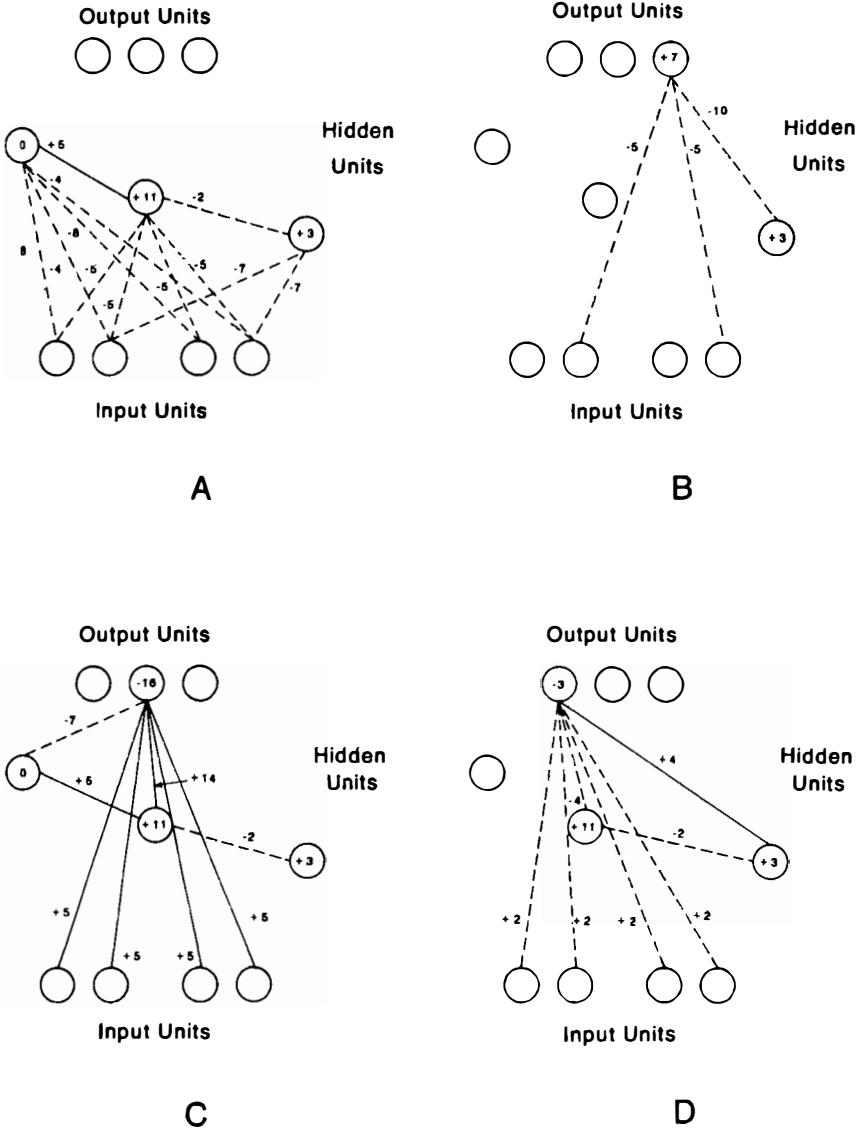 Output Units
Hidden
Units
0
+5
+11
-2
+3
-4
-8
8
-4
-5
-5
-5
-5
-7
-7
Input Units
A
Output Units
+7
-10
-5
-5
Hidden
Units
+3
Input Units
B
Output Units
-16
-7
0
+5
+14
+11
-2
+3
Hidden
Units
+5
+5
+5
+5
Input Units
C
Output Units
-3
+4
Hidden
Units
-4
+11
-2
+3
+2
+2
+2
+2
Input Units
D